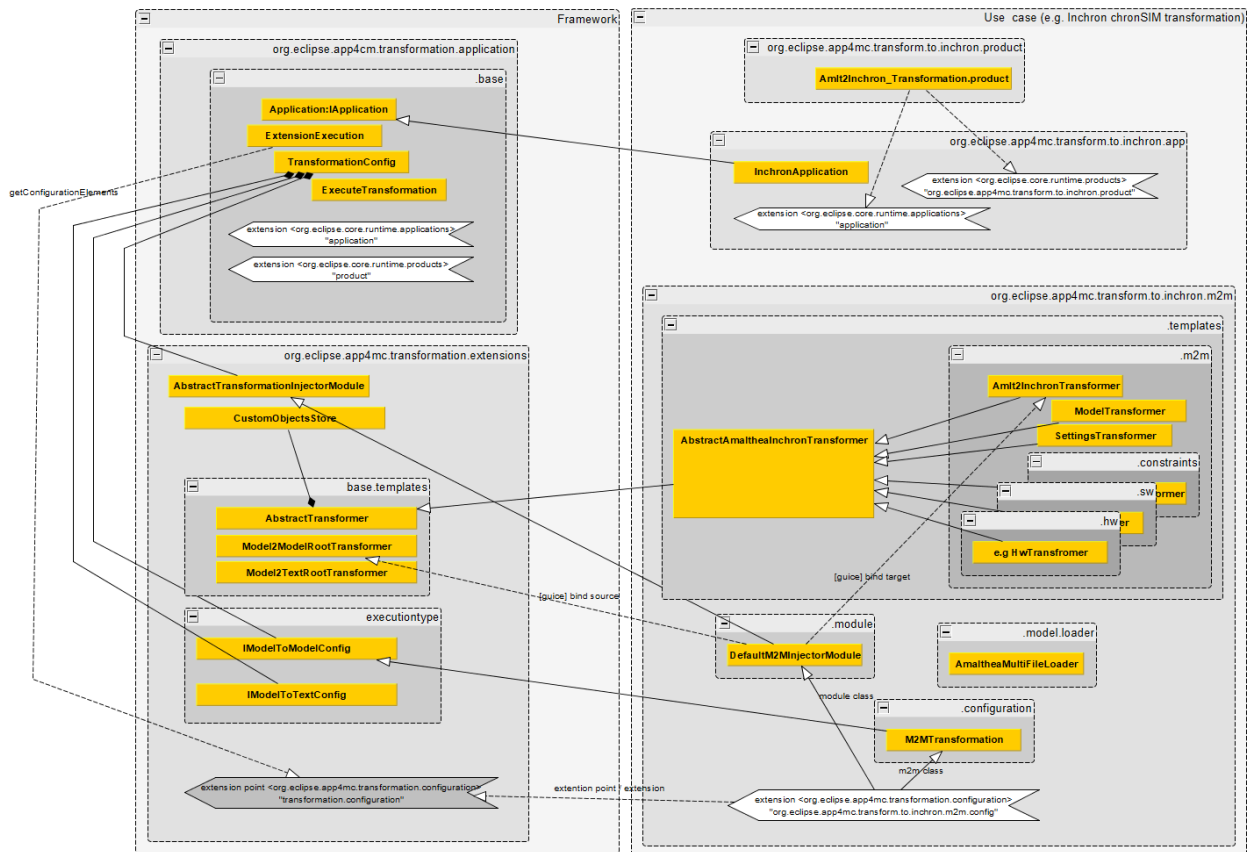 Framework
org.eclipse.app4cm.transformation.application
.base
Application:IApplication
ExtensionExecution
TransformationConfig
ExecuteTransformation
getConfigurationElements
extension <org.eclipse.core.runtime.applications>
"application"
extension <org.eclipse.core.runtime.products>
"product"
org.eclipse.app4mc.transformation.extensions
AbstractTransformationInjectorModule
CustomObjectsStore
base.templates
AbstractTransformer
Model2ModelRootTransformer
Model2TextRootTransformer
executiontype
IModelToModelConfig
IModelToTextConfig
extension point <org.eclipse.app4mc.transformation.configuration>
"transformation.configuration"
[guice] bind source
extention point / extension
Use case (e.g. Inchron chronSIM transformation)
org.eclipse.app4mc.transform.to.inchron.product
Amlt2Inchron_Transformation.product
org.eclipse.app4mc.transform.to.inchron.app
InchronApplication
extension <org.eclipse.core.runtime.products>
"org.eclipse.app4mc.transform.to.inchron.product"
extension <org.eclipse.core.runtime.applications>
"application"
org.eclipse.app4mc.transform.to.inchron.m2m
.templates
.m2m
Amlt2InchronTransformer
ModelTransformer
SettingsTransformer
AbstractAmaltheaInchronTransformer
.constraints
ormer
.sw
er
.hw
e.g HwTransfromer
[guice] bind target
.module
DefaultM2MInjectorModule
.model.loader
AmaltheaMultiFileLoader
module class
.configuration
M2MTransformation
m2m class
extension <org.eclipse.app4mc.transformation.configuration>
"org.eclipse.app4mc.transform.to.inchron.m2m.config"